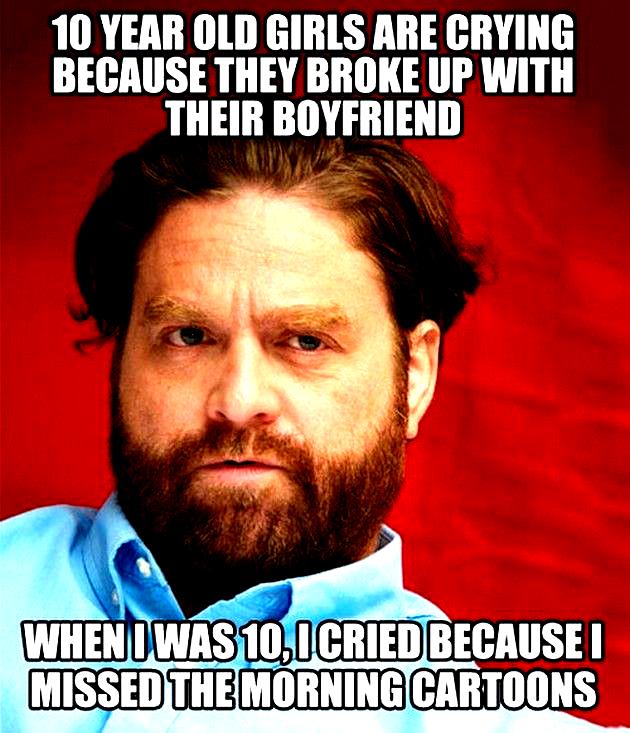 10 YEAR OLD GIRLS ARE CRYING
BECAUSE THEY BROKE UP WITH
THEIR BOYFRIEND
WHEN I WAS 10, I CRIED BECAUSE I
MISSED THE MORNING CARTOONS